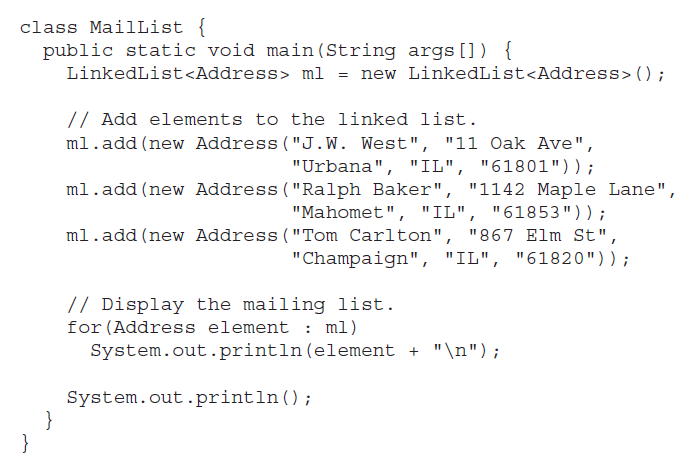 class MailList {
  public static void main(String args[]) {
    LinkedList<Address> ml = new LinkedList<Address>();

    // Add elements to the linked list.
    ml.add(new Address("J.W. West", "11 Oak Ave",
                       "Urbana", "IL", "61801"));
    ml.add(new Address("Ralph Baker", "1142 Maple Lane",
                       "Mahomet", "IL", "61853"));
    ml.add(new Address("Tom Carlton", "867 Elm St",
                       "Champaign", "IL", "61820"));

    // Display the mailing list.
    for(Address element : ml)
      System.out.println(element + "\n");

    System.out.println();
  }
}